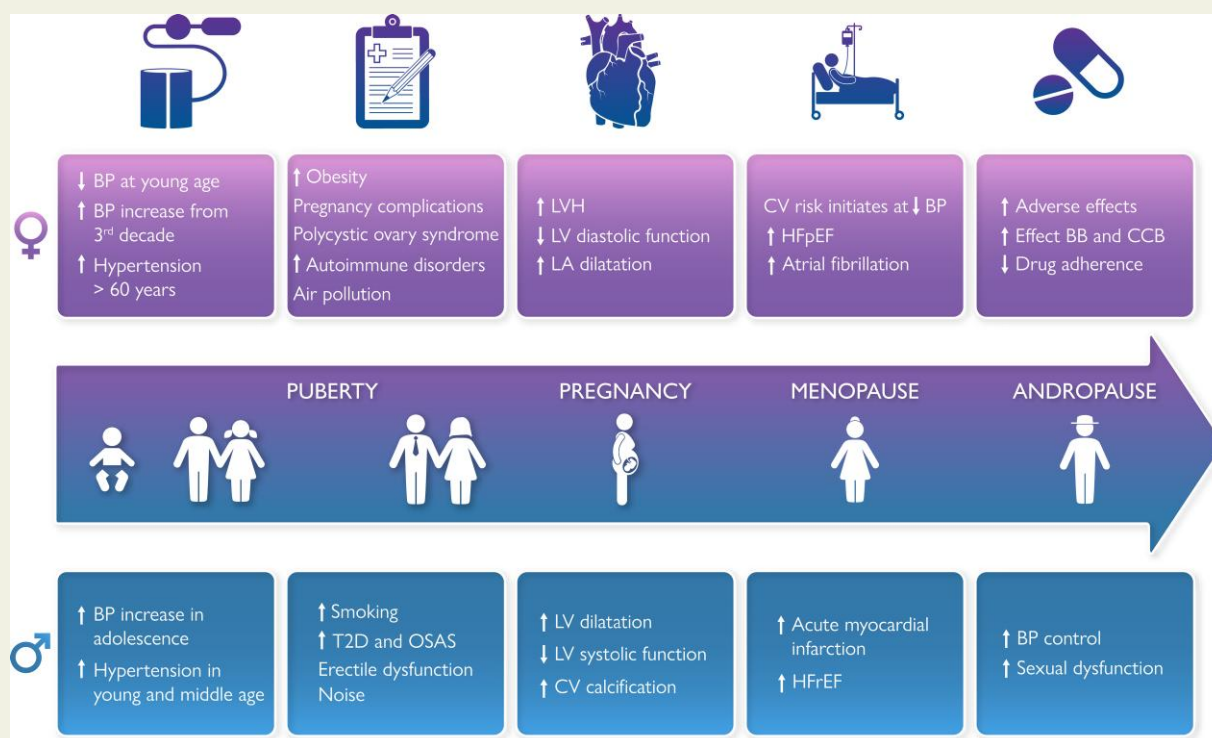 ↓ BP at young age
↑ BP increase from
3rd decade
↑ Hypertension
> 60 years
↑ Obesity
Pregnancy complications
Polycystic ovary syndrome
↑ Autoimmune disorders
Air pollution
↑ LVH
↓ LV diastolic function
↑ LA dilatation
CV risk initiates at ↓ BP
↑ HFpEF
↑ Atrial fibrillation
↑ Adverse effects
↑ Effect BB and CCB
↓ Drug adherence
PUBERTY
PREGNANCY
MENOPAUSE
ANDROPAUSE
↑ BP increase in
adolescence
↑ Hypertension in
young and middle age
↑ Smoking
↑ T2D and OSAS
Erectile dysfunction
Noise
↑ LV dilatation
↓ LV systolic function
↑ CV calcification
↑ Acute myocardial
infarction
↑ HFrEF
↑ BP control
↑ Sexual dysfunction